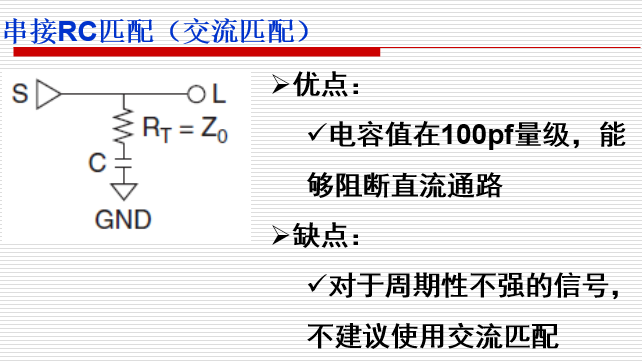 串接RC匹配（交流匹配）
S
L
R_T = Z_0
C
GND
➢优点：
✓电容值在100pf量级，能
够阻断直流通路
➢缺点：
✓对于周期性不强的信号，
不建议使用交流匹配